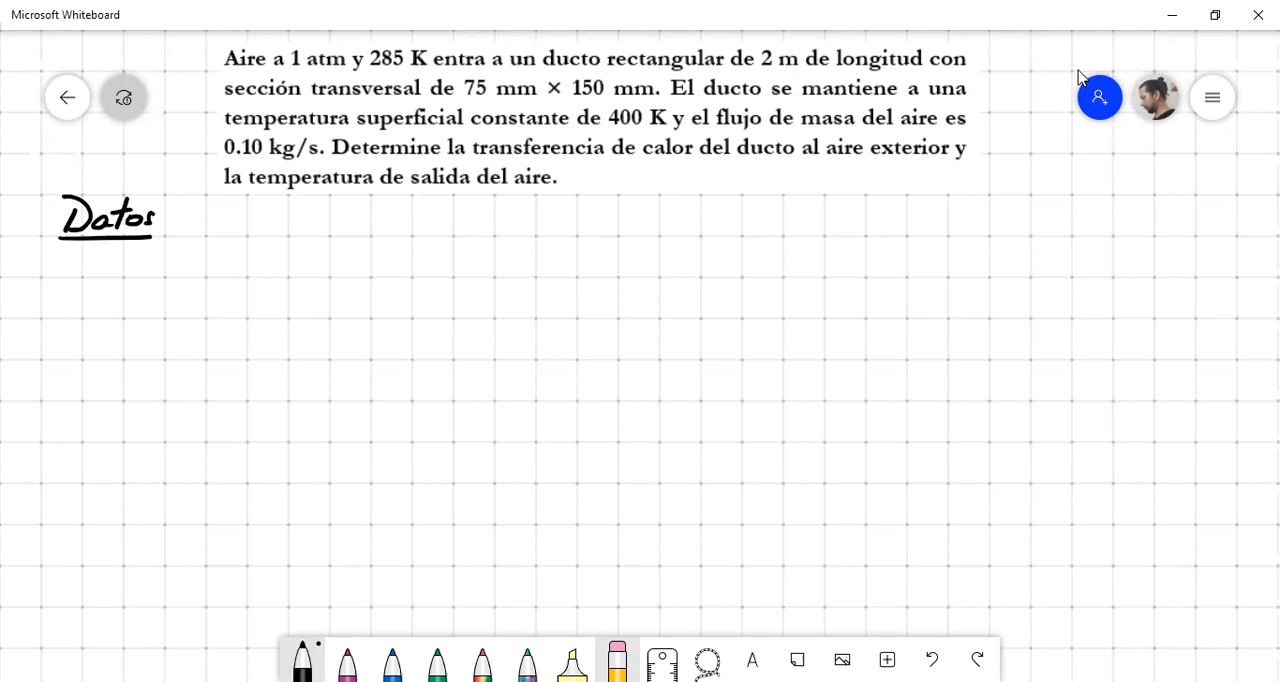 Microsoft Whiteboard
Aire a 1 atm y 285 K entra a un ducto rectangular de 2 m de longitud con
sección transversal de 75 mm × 150 mm. El ducto se mantiene a una
temperatura superficial constante de 400 K y el flujo de masa del aire es
0.10 kg/s. Determine la transferencia de calor del ducto al aire exterior y
la temperatura de salida del aire.
Datos